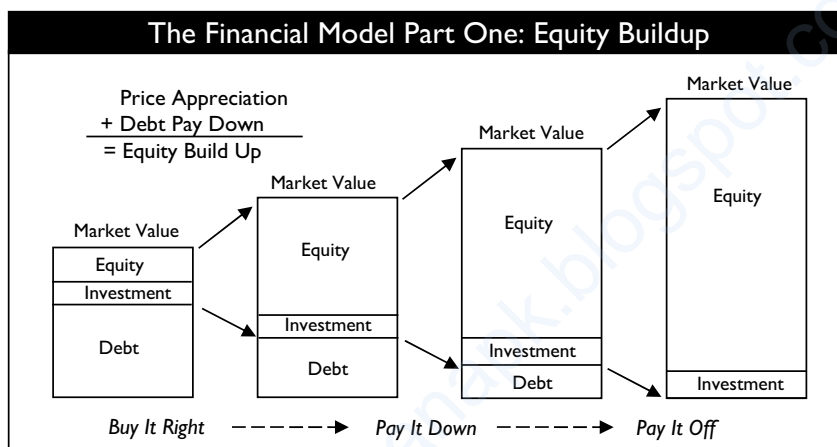 The Financial Model Part One: Equity Buildup
Price Appreciation
+ Debt Pay Down
= Equity Build Up
Market Value
Equity
Investment
Debt
Market Value
Equity
Investment
Debt
Market Value
Equity
Investment
Debt
Market Value
Equity
Investment
Buy It Right
Pay It Down
Pay It Off